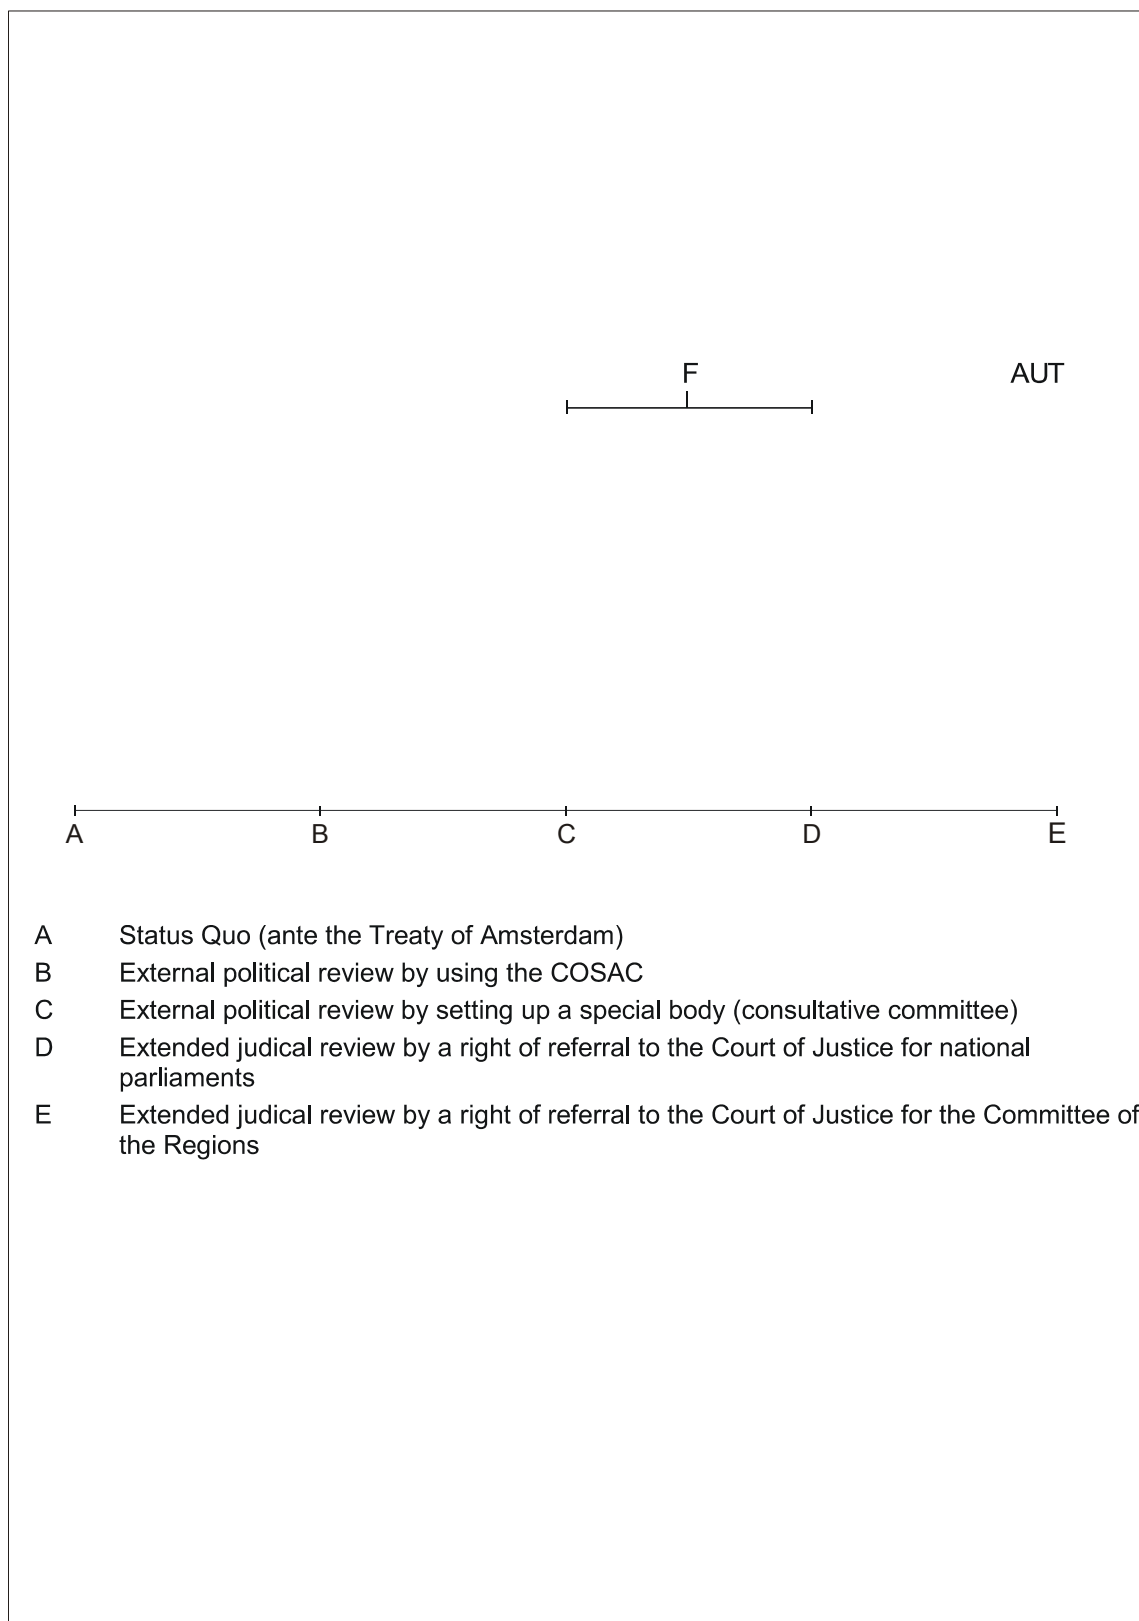 F AUT
A B C D E
A Status Quo (ante the Treaty of Amsterdam)
B External political review by using the COSAC
C External political review by setting up a special body (consultative committee)
D Extended judical review by a right of referral to the Court of Justice for national
parliaments
E Extended judical review by a right of referral to the Court of Justice for the Committee of
the Regions